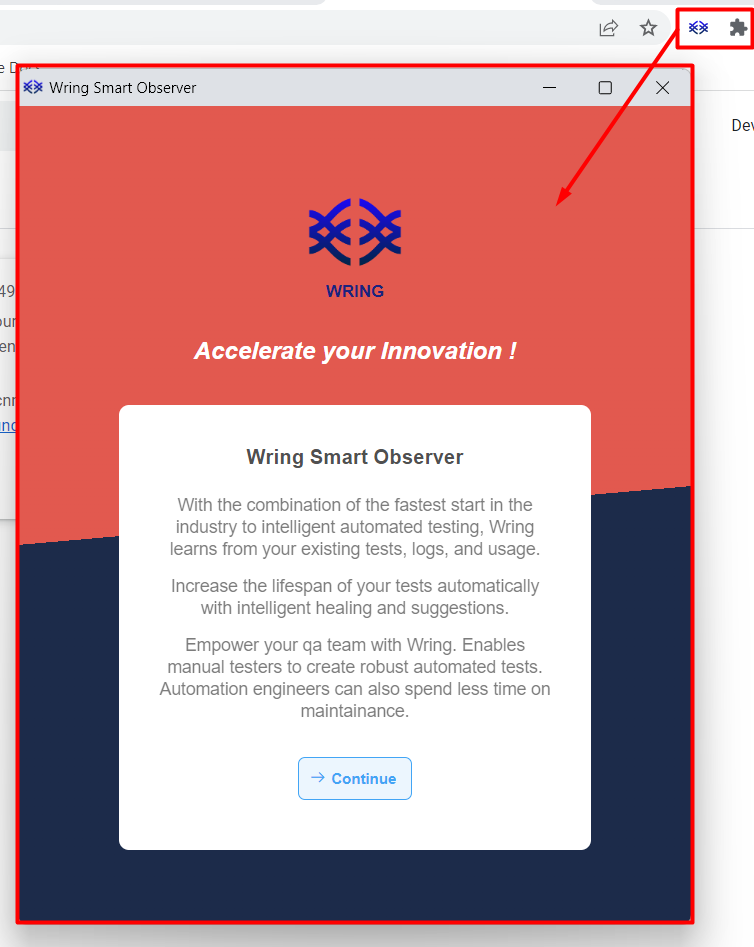 e D
Wring Smart Observer
Dev
WRING
49
our
en
Accelerate your Innovation !
Wring Smart Observer
With the combination of the fastest start in the
industry to intelligent automated testing, Wring
learns from your existing tests, logs, and usage.
Increase the lifespan of your tests automatically
with intelligent healing and suggestions.
Empower your qa team with Wring. Enables
manual testers to create robust automated tests.
Automation engineers can also spend less time on
maintainance.
→ Continue